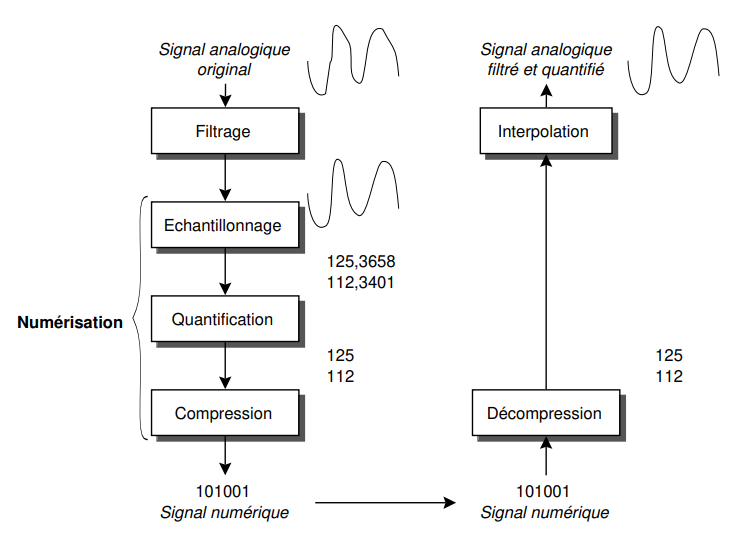 Signal analogique
original
Filtrage
Echantillonnage
125,3658
112,3401
Numérisation
Quantification
125
112
Compression
101001
Signal numérique
Signal analogique
filtré et quantifié
Interpolation
125
112
Décompression
101001
Signal numérique